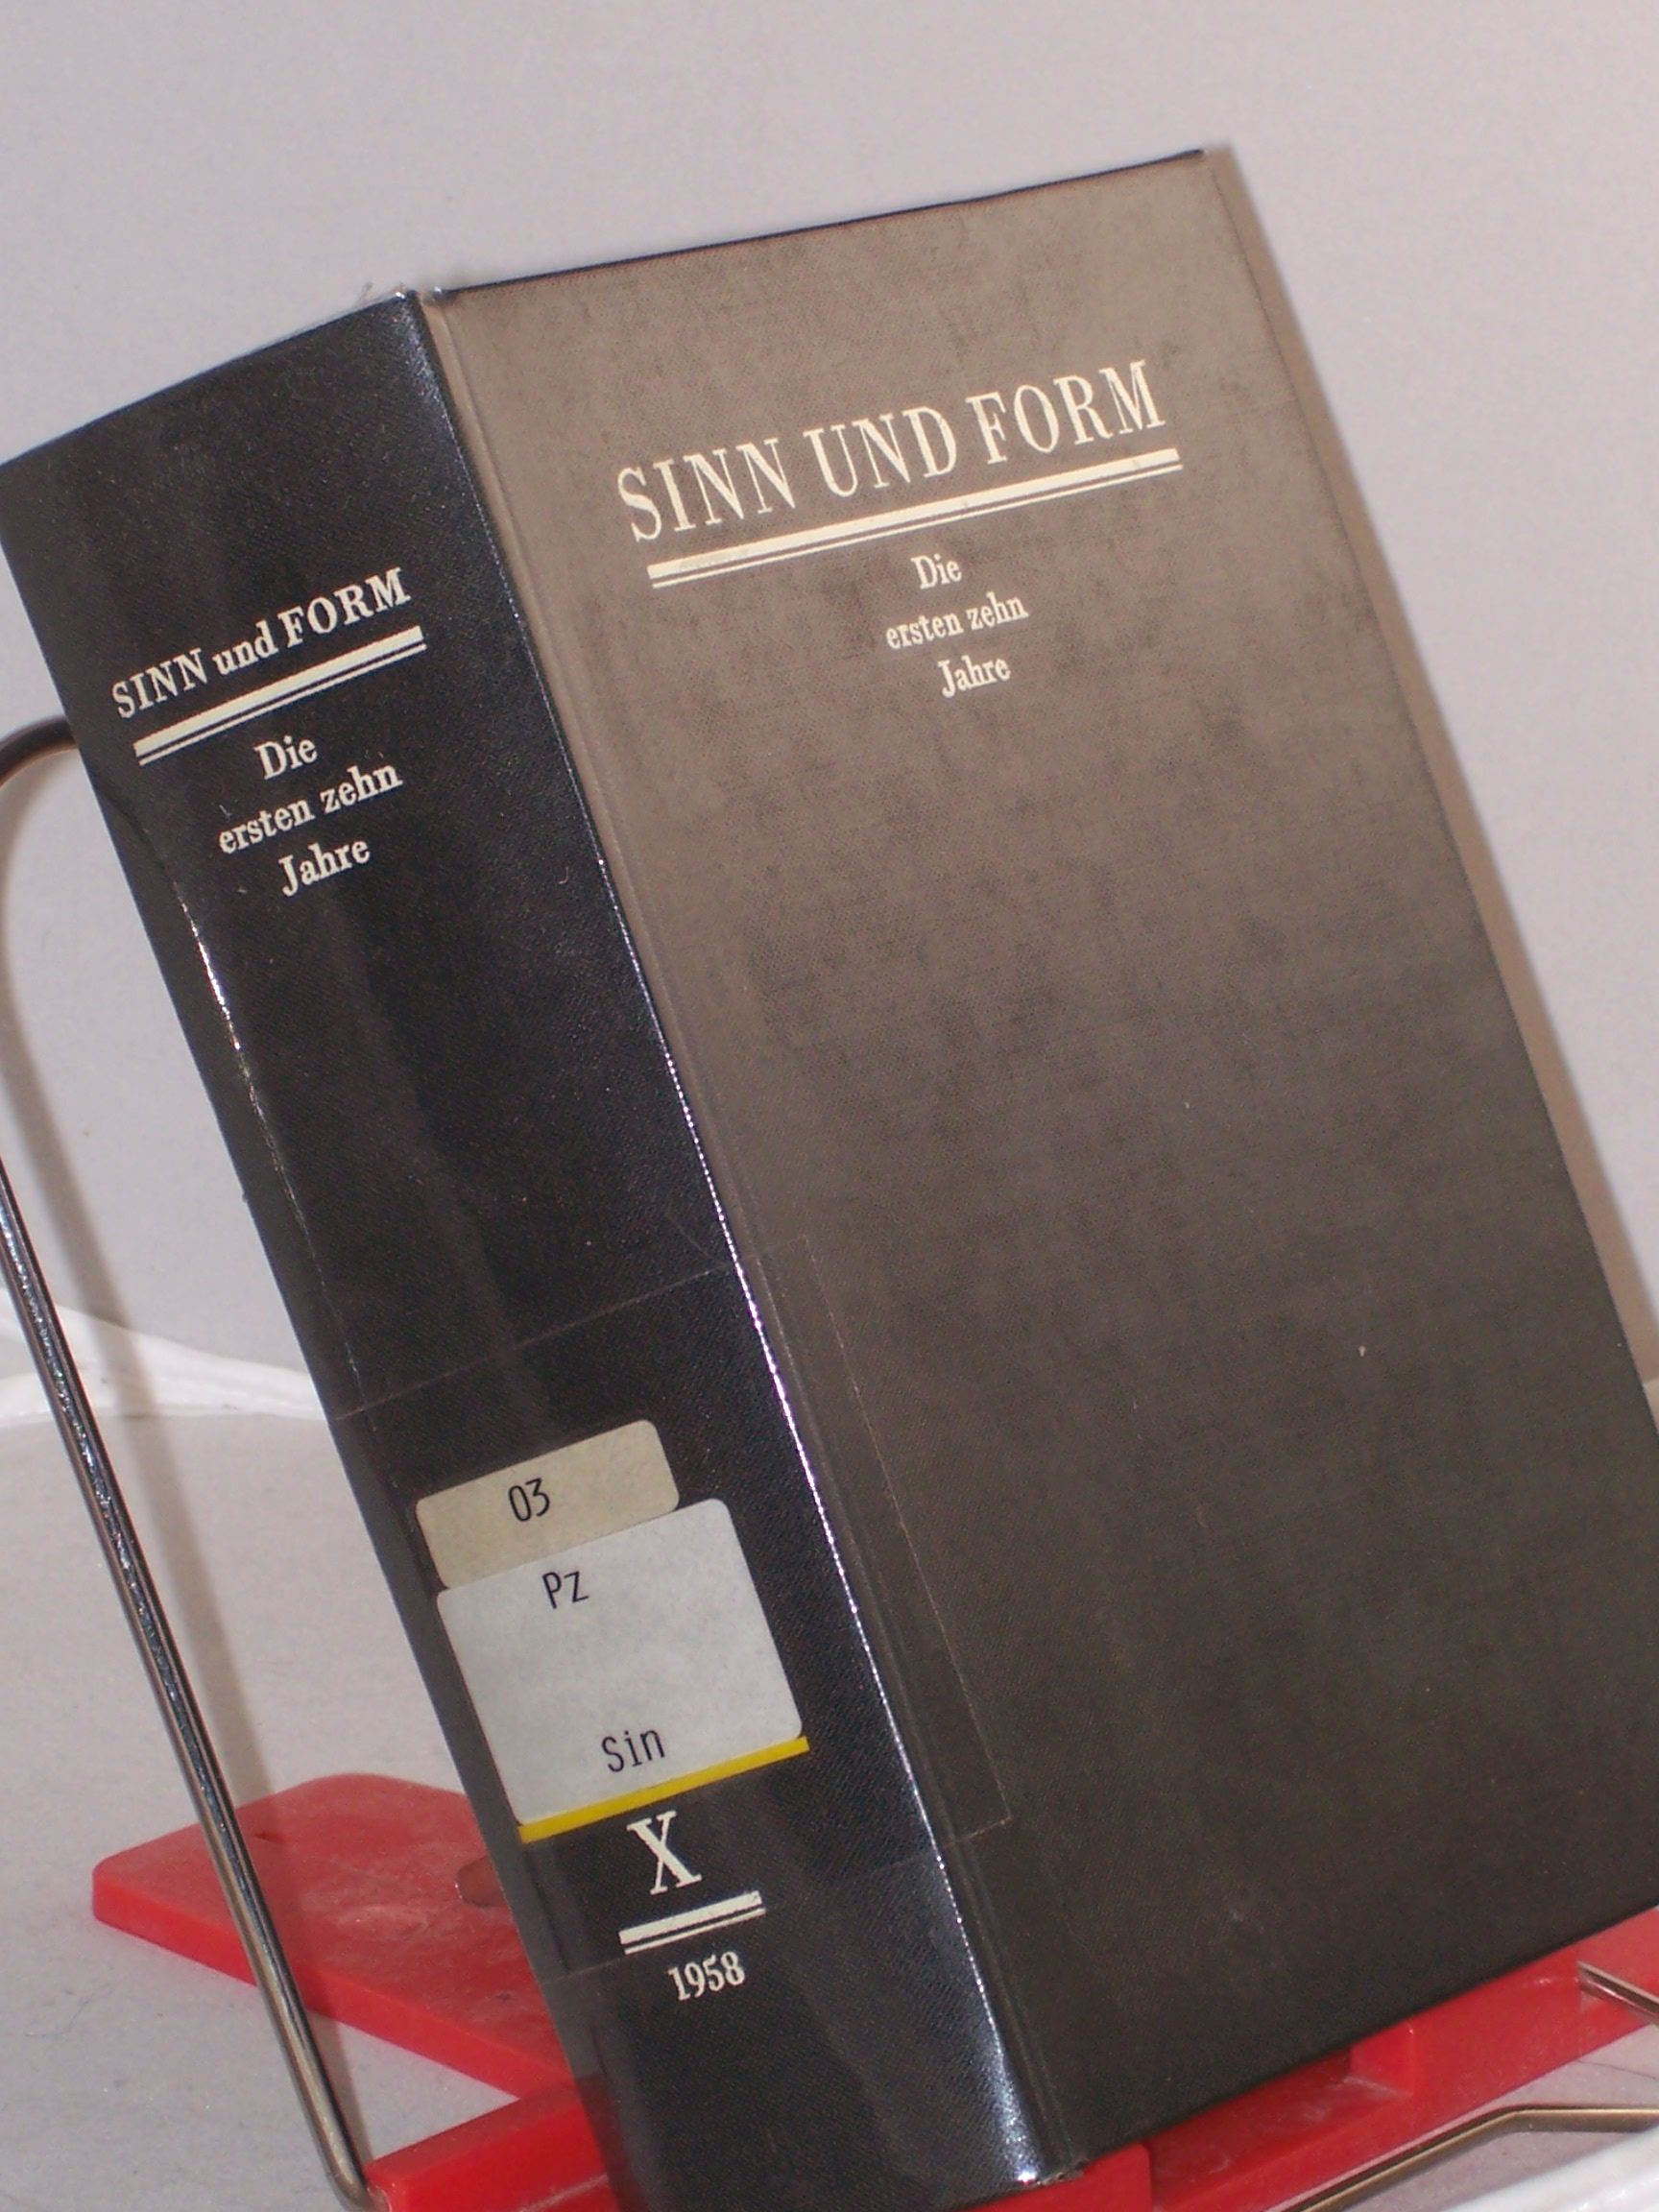 SINN und FORM
Die
ersten zehn
Jahre
03
Pz
Sin
X
1958
SINN UND FORM
Die
ersten zehn
Jahre